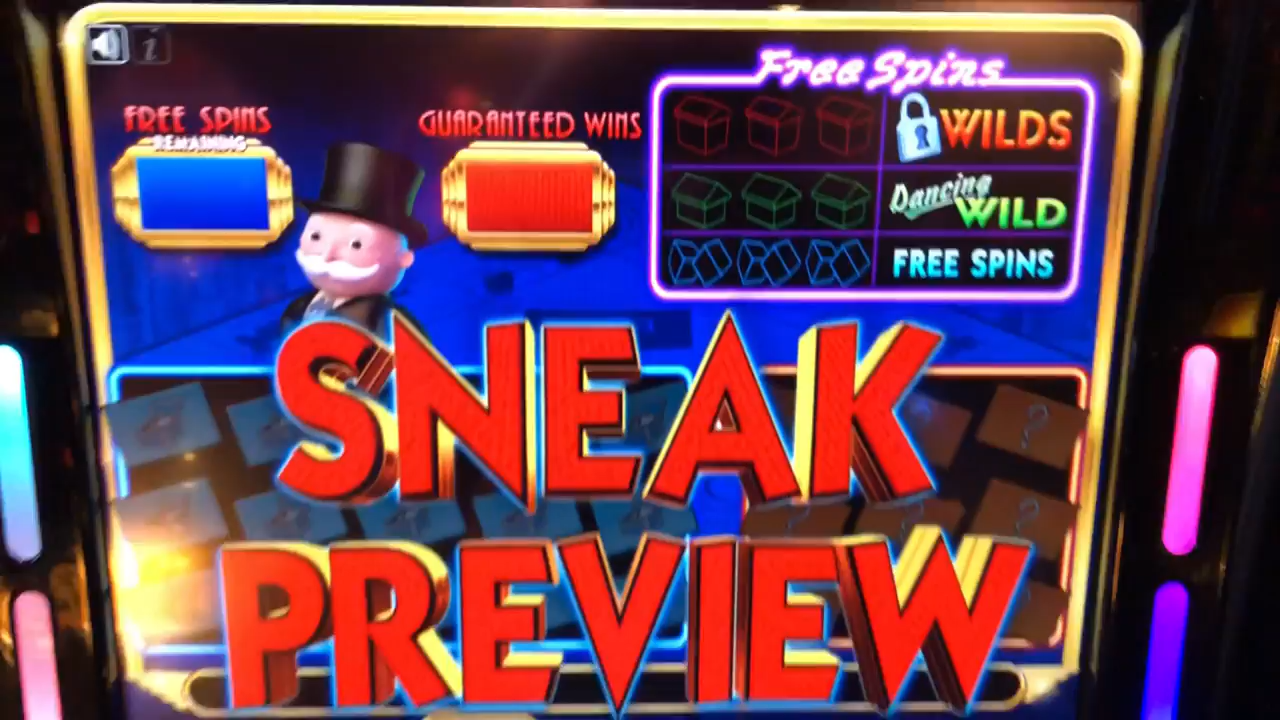 Free Spins
FREE SPINS
REMAINING
GUARANTEED WINS
WILDS
Dancing
WILD
FREE SPINS
SNEAK
PREVIEW
i
?
?
?